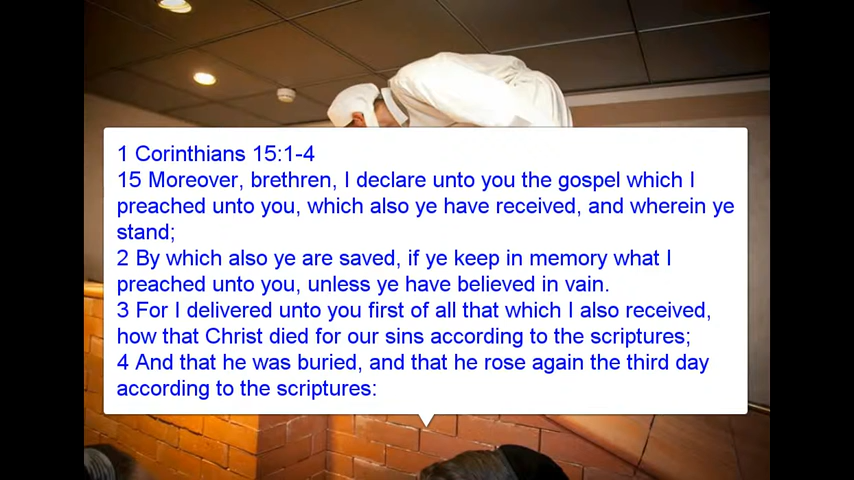 1 Corinthians 15:1-4
15 Moreover, brethren, I declare unto you the gospel which I
preached unto you, which also ye have received, and wherein ye
stand;
2 By which also ye are saved, if ye keep in memory what I
preached unto you, unless ye have believed in vain.
3 For I delivered unto you first of all that which I also received,
how that Christ died for our sins according to the scriptures;
4 And that he was buried, and that he rose again the third day
according to the scriptures: